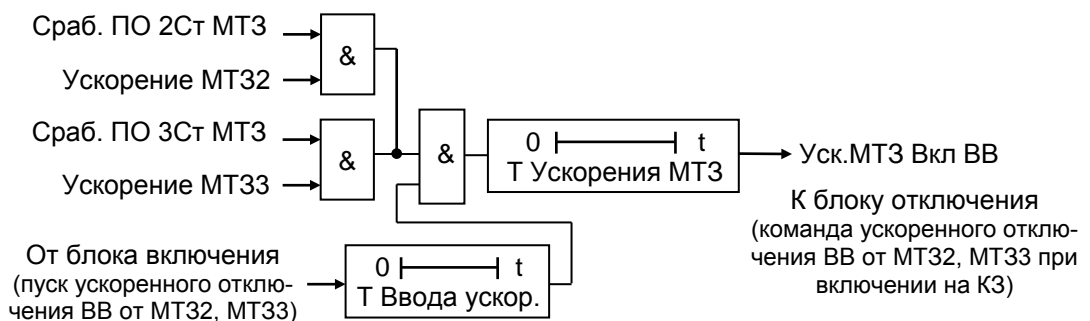 Сраб. ПО 2Ст МТЗ
&
Ускорение МТЗ2
Сраб. ПО 3Ст МТЗ
&
Ускорение МТЗ3
&
0 t
Т Ускорения МТЗ
Уск.МТЗ Вкл ВВ
К блоку отключения
(команда ускоренного отклю-
чения ВВ от МТЗ2, МТЗ3 при
включении на КЗ)
От блока включения
(пуск ускоренного отклю-
чения ВВ от МТЗ2, МТЗ3)
0 t
Т Ввода ускор.